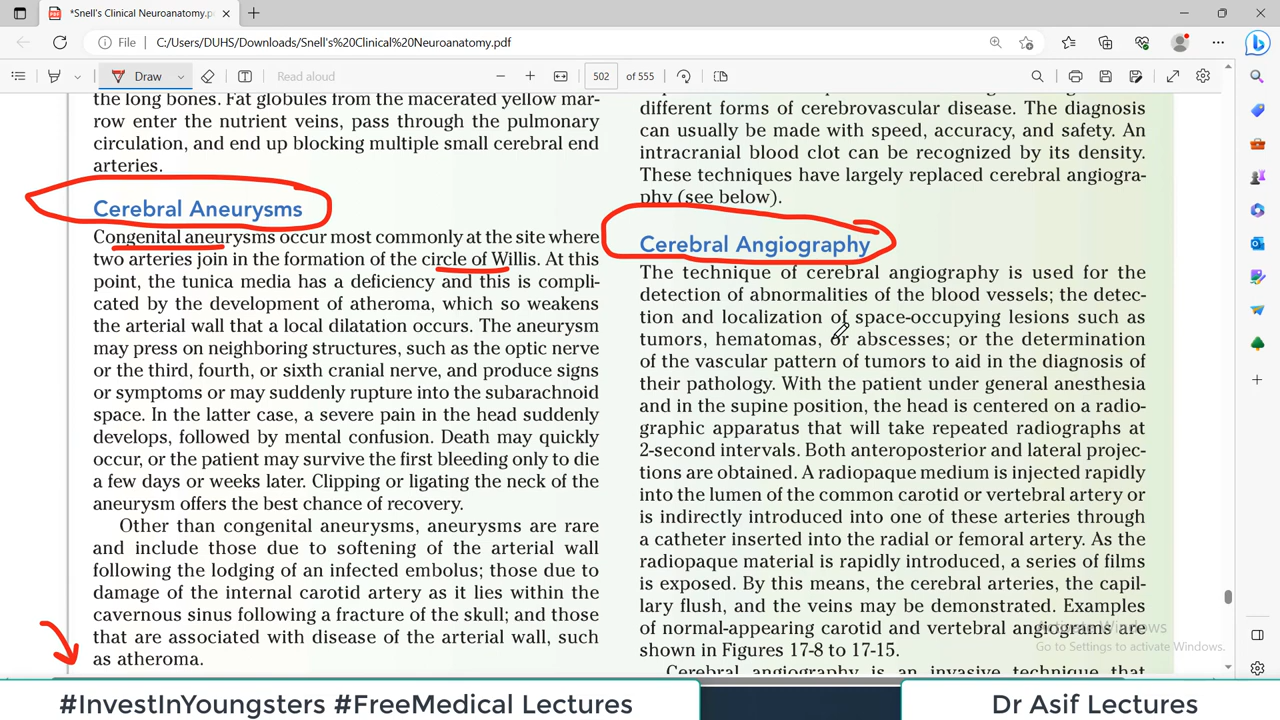 *Snell's Clinical Neuroanatomy.p
File
C:/Users/DUHS/Downloads/Snell's%20Clinical%20Neuroanatomy.pdf
Draw
Read aloud
502
of 555
the long bones. Fat globules from the macerated yellow mar-
row enter the nutrient veins, pass through the pulmonary
circulation, and end up blocking multiple small cerebral end
arteries.
Cerebral Aneurysms
Congenital aneurysms occur most commonly at the site where
two arteries join in the formation of the circle of Willis. At this
point, the tunica media has a deficiency and this is compli-
cated by the development of atheroma, which so weakens
the arterial wall that a local dilatation occurs. The aneurysm
may press on neighboring structures, such as the optic nerve
or the third, fourth, or sixth cranial nerve, and produce signs
or symptoms or may suddenly rupture into the subarachnoid
space. In the latter case, a severe pain in the head suddenly
develops, followed by mental confusion. Death may quickly
occur, or the patient may survive the first bleeding only to die
a few days or weeks later. Clipping or ligating the neck of the
aneurysm offers the best chance of recovery.
Other than congenital aneurysms, aneurysms are rare
and include those due to softening of the arterial wall
following the lodging of an infected embolus; those due to
damage of the internal carotid artery as it lies within the
cavernous sinus following a fracture of the skull; and those
that are associated with disease of the arterial wall, such
as atheroma.
different forms of cerebrovascular disease. The diagnosis
can usually be made with speed, accuracy, and safety. An
intracranial blood clot can be recognized by its density.
These techniques have largely replaced cerebral angiogra-
phy (see below).
Cerebral Angiography
The technique of cerebral angiography is used for the
detection of abnormalities of the blood vessels; the detec-
tion and localization of space-occupying lesions such as
tumors, hematomas, or abscesses; or the determination
of the vascular pattern of tumors to aid in the diagnosis of
their pathology. With the patient under general anesthesia
and in the supine position, the head is centered on a radio-
graphic apparatus that will take repeated radiographs at
2-second intervals. Both anteroposterior and lateral projec-
tions are obtained. A radiopaque medium is injected rapidly
into the lumen of the common carotid or vertebral artery or
is indirectly introduced into one of these arteries through
a catheter inserted into the radial or femoral artery. As the
radiopaque material is rapidly introduced, a series of films
is exposed. By this means, the cerebral arteries, the capil-
lary flush, and the veins may be demonstrated. Examples
of normal-appearing carotid and vertebral angiograms are
shown in Figures 17-8 to 17-15.
Cerebral angiography is an invasive technique that
Activate Windows
Go to Settings to activate Windows.
#InvestInYoungsters #FreeMedical Lectures
Dr Asif Lectures